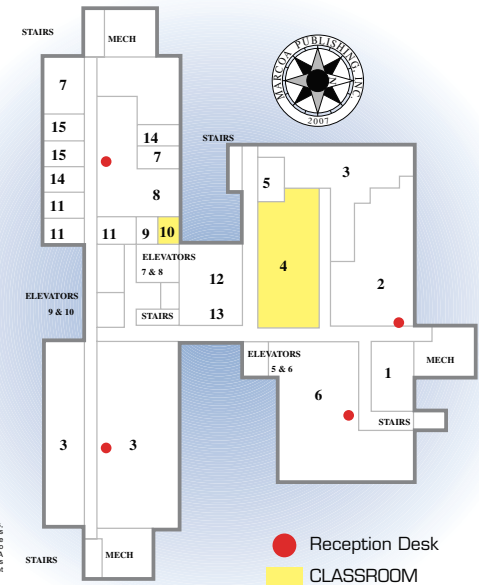 STAIRS
MECH
MARCOA PUBLISHING, INC.
N
2007
7
15
15
14
11
11
14
7
8
11
9
10
STAIRS
5
3
4
2
ELEVATORS
7 & 8
12
13
STAIRS
ELEVATORS
9 & 10
ELEVATORS
5 & 6
6
1
MECH
STAIRS
3
3
MECH
STAIRS
Reception Desk
CLASSROOM